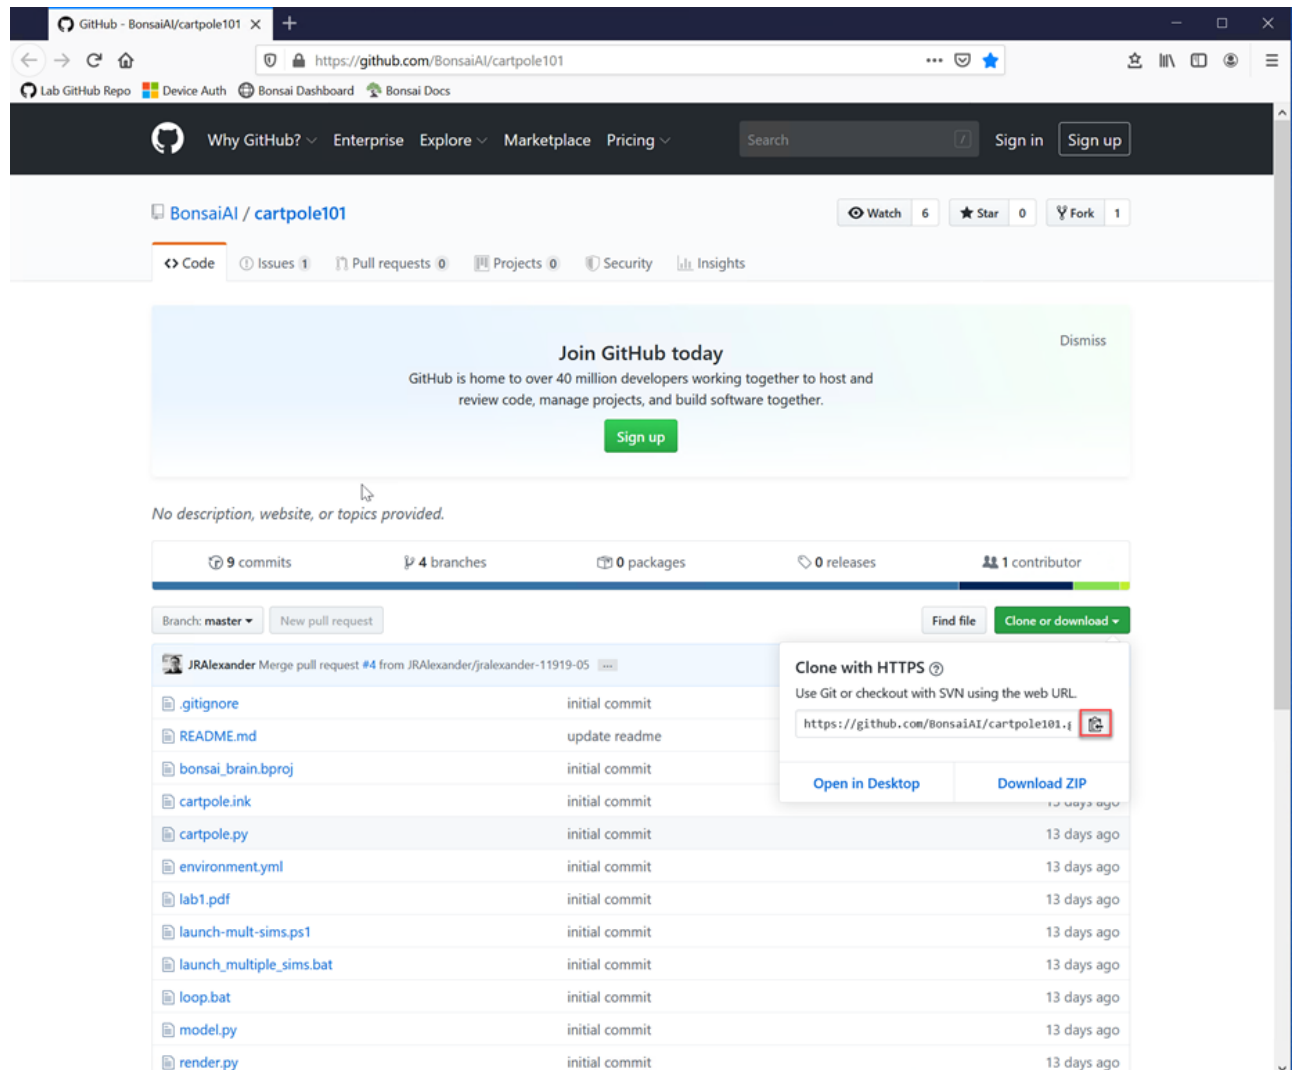 GitHub - BonsaiAI/cartpole101
https://github.com/BonsaiAI/cartpole101
Lab GitHub Repo Device Auth Bonsai Dashboard Bonsai Docs
Why GitHub? Enterprise Explore Marketplace Pricing Search / Sign in Sign up
BonsaiAI / cartpole101 Watch 6 Star 0 Fork 1
Code Issues 1 Pull requests 0 Projects 0 Security Insights
Join GitHub today Dismiss
GitHub is home to over 40 million developers working together to host and
review code, manage projects, and build software together.
Sign up
No description, website, or topics provided.
9 commits 4 branches 0 packages 0 releases 1 contributor
Branch: master New pull request Find file Clone or download
JRAlexander Merge pull request #4 from JRAlexander/jralexander-11919-05 ...
Clone with HTTPS
Use Git or checkout with SVN using the web URL.
https://github.com/BonsaiAI/cartpole101.g
Open in Desktop Download ZIP
.gitignore initial commit
README.md update readme
bonsai_brain.bproj initial commit
cartpole.ink initial commit 13 days ago
cartpole.py initial commit 13 days ago
environment.yml initial commit 13 days ago
lab1.pdf initial commit 13 days ago
launch-mult-sims.ps1 initial commit 13 days ago
launch_multiple_sims.bat initial commit 13 days ago
loop.bat initial commit 13 days ago
model.py initial commit 13 days ago
render.py initial commit 13 days ago